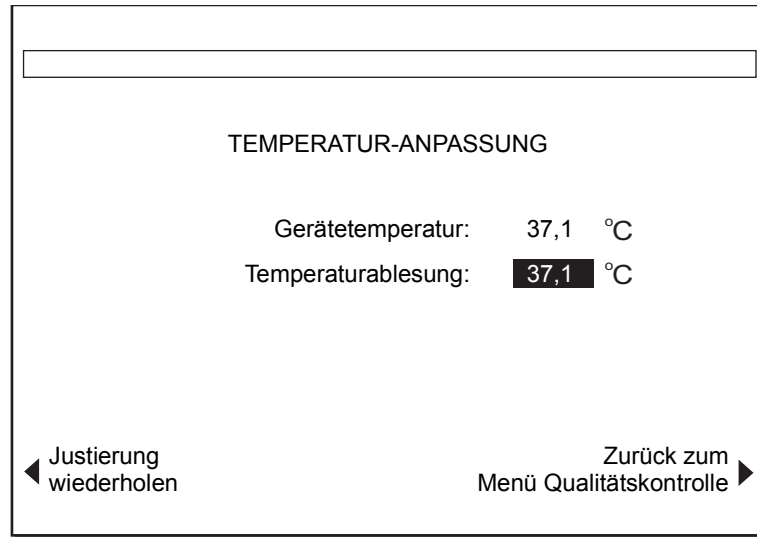 TEMPERATUR-ANPASSUNG
Gerätetemperatur: 37,1 °C
Temperaturablesung: 37,1 °C
Justierung
wiederholen
Zurück zum
Menü Qualitätskontrolle